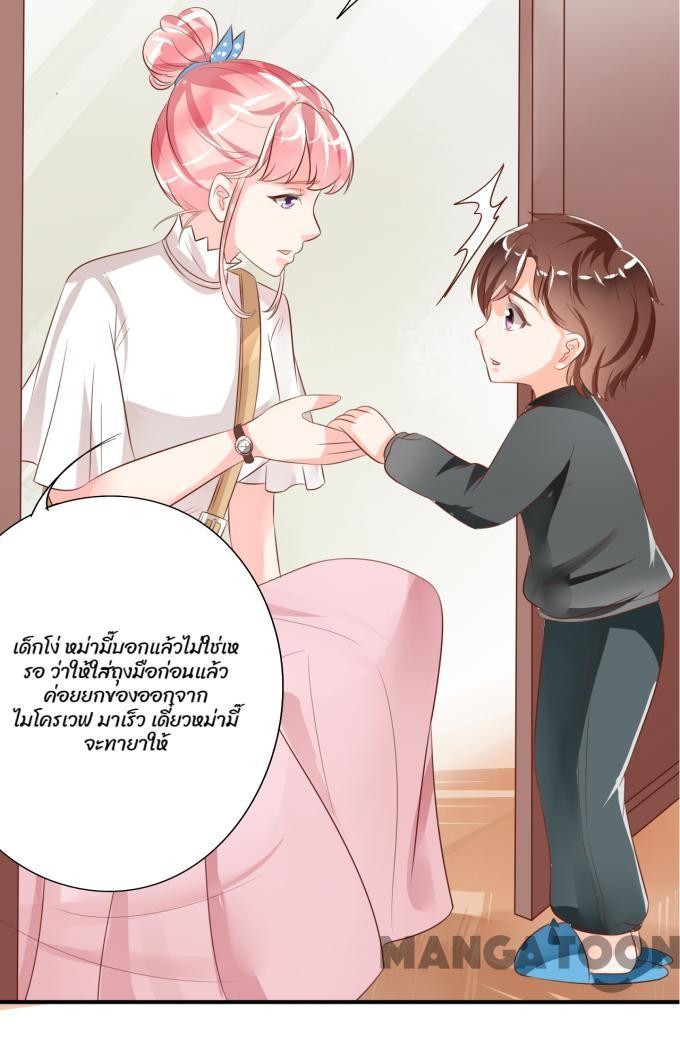 เด็กโง่ หม่ามี๊บอกแล้วไม่ใช่เห
รอ ว่าให้ใส่ถุงมือก่อนแล้ว
ค่อยยกของออกจาก
ไมโครเวฟ มาเร็ว เดี๋ยวหม่ามี๊
จะทายาให้
MANGATOON